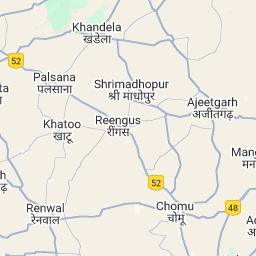 Khandela
खंडेला
52
Palsana
पलसाना
Shrimadhopur
श्री माधोपुर
Ajeetgarh
अजीतगढ़
Khatoo
खाटू
Reengus
रींगस
52
Renwal
रेनवाल
Chomu
चोमू
48